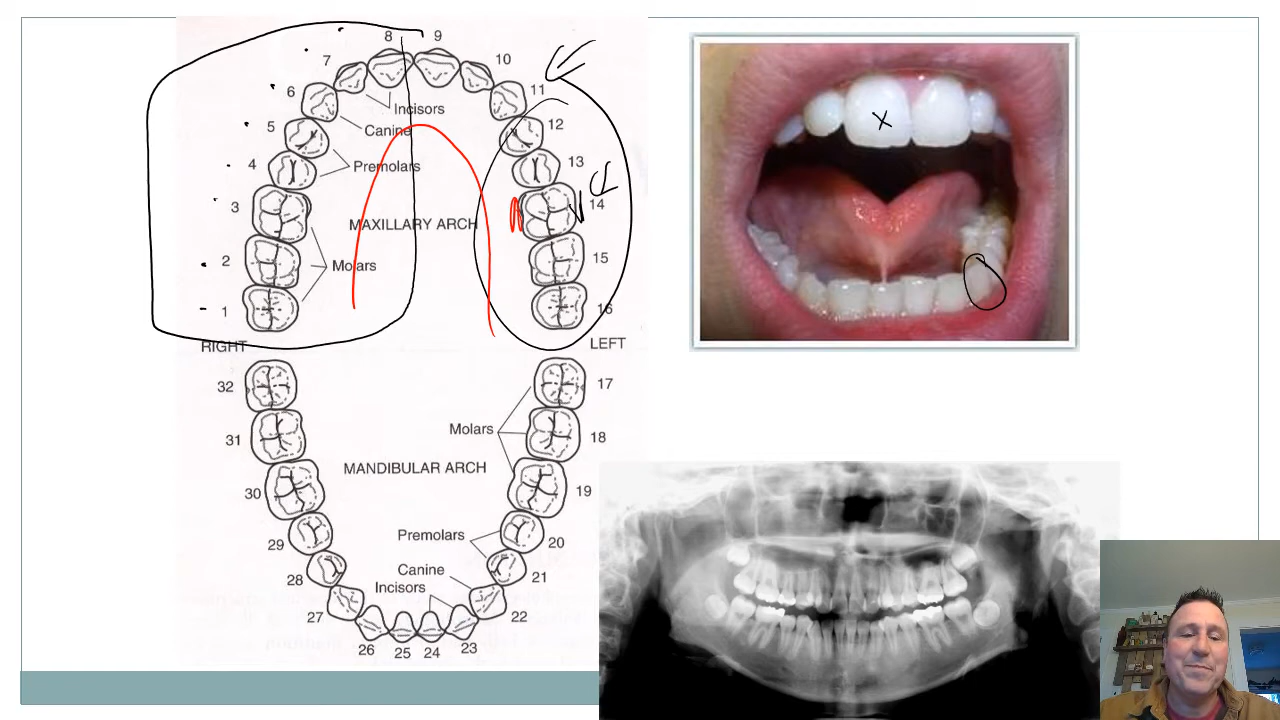 8 9
7 10
6 11
Incisors
5 Canine 12
4 Premolars 13
3 14
MAXILLARY ARCH
2 Molars 15
1 16
RIGHT LEFT
32 17
Molars
31 18
MANDIBULAR ARCH
30 19
Premolars
29 20
Canine
28 21
Incisors
27 22
26 25 24 23
X